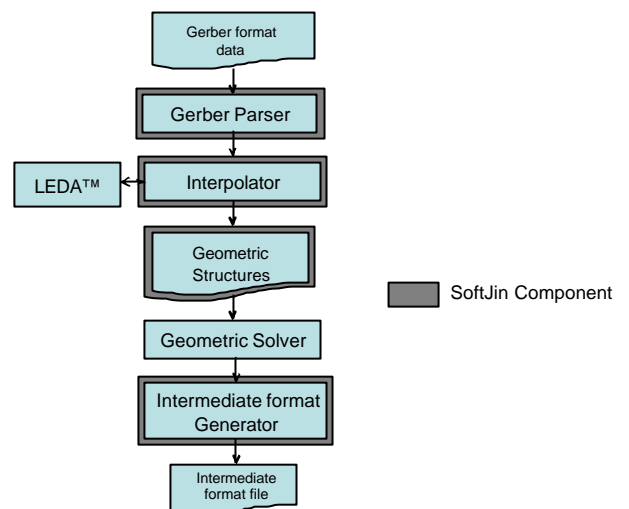 Gerber format
data
Gerber Parser
LEDA™
Interpolator
Geometric
Structures
SoftJin Component
Geometric Solver
Intermediate format
Generator
Intermediate
format file